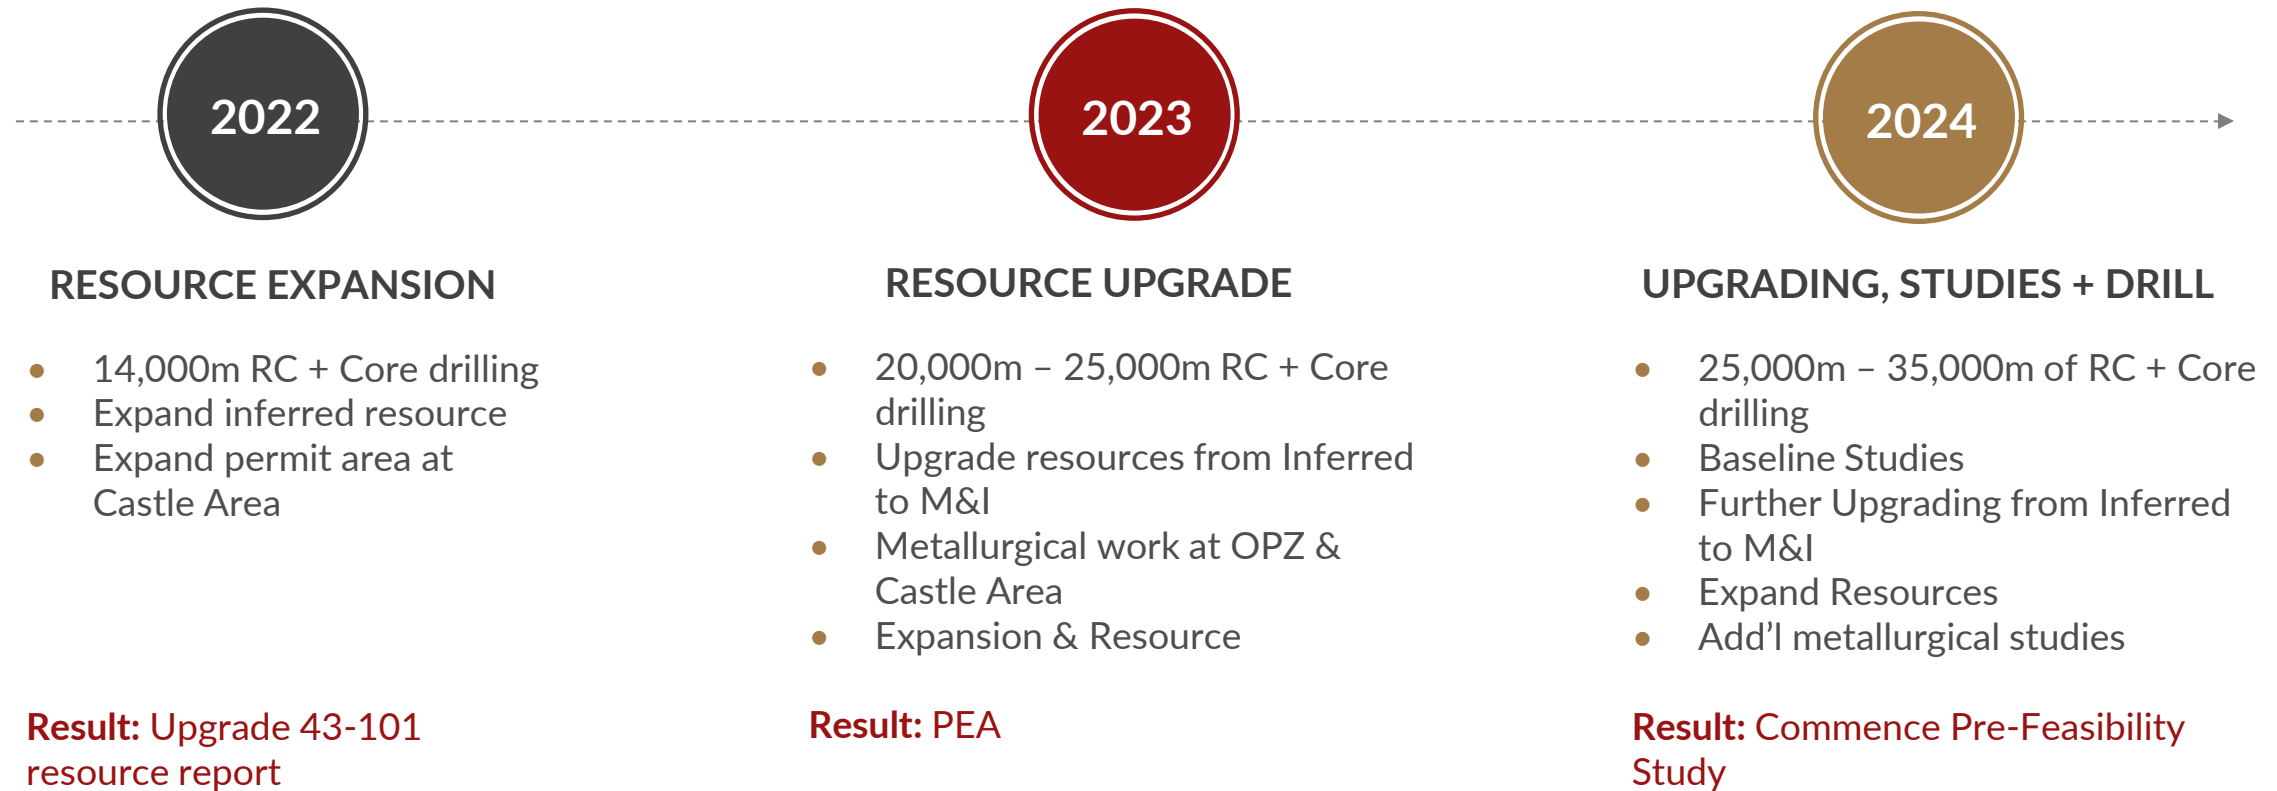 2022
RESOURCE EXPANSION
• 14,000m RC + Core drilling
• Expand inferred resource
• Expand permit area at
Castle Area
Result: Upgrade 43-101
resource report
2023
RESOURCE UPGRADE
• 20,000m – 25,000m RC + Core
drilling
• Upgrade resources from Inferred
to M&I
• Metallurgical work at OPZ &
Castle Area
• Expansion & Resource
Result: PEA
2024
UPGRADING, STUDIES + DRILL
• 25,000m – 35,000m of RC + Core
drilling
• Baseline Studies
• Further Upgrading from Inferred
to M&I
• Expand Resources
• Add’l metallurgical studies
Result: Commence Pre-Feasibility
Study